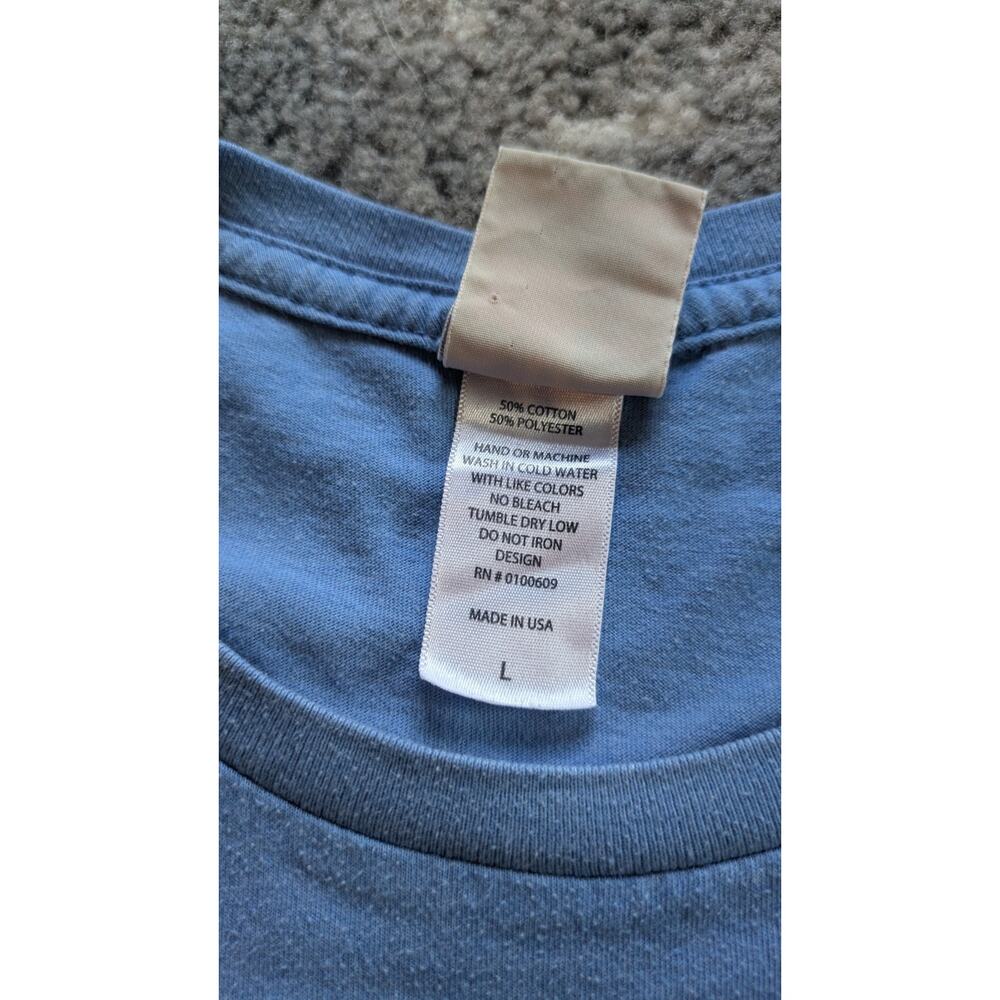 50% COTTON
50% POLYESTER
HAND OR MACHINE
WASH IN COLD WATER
WITH LIKE COLORS
NO BLEACH
TUMBLE DRY LOW
DO NOT IRON
DESIGN
RN # 0100609
MADE IN USA
L